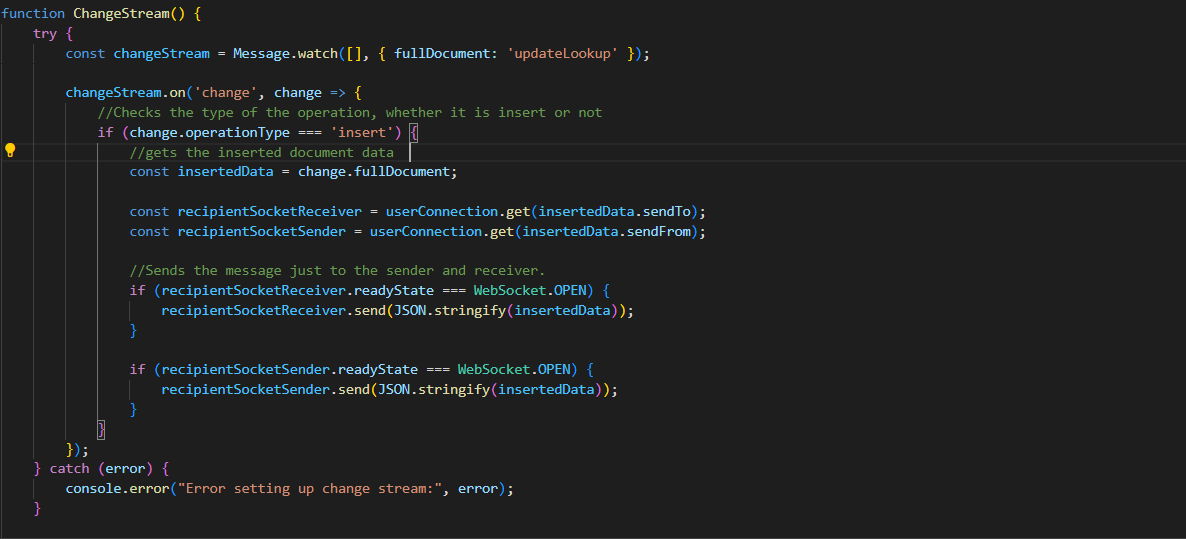 function ChangeStream() {
try {
const changeStream = Message.watch([], { fullDocument: 'updateLookup' });
changeStream.on('change', change => {
//Checks the type of the operation, whether it is insert or not
if (change.operationType === 'insert') {
//gets the inserted document data
const insertedData = change.fullDocument;
const recipientSocketReceiver = userConnection.get(insertedData.sendTo);
const recipientSocketSender = userConnection.get(insertedData.sendFrom);
//Sends the message just to the sender and receiver.
if (recipientSocketReceiver.readyState === WebSocket.OPEN) {
recipientSocketReceiver.send(JSON.stringify(insertedData));
}
if (recipientSocketSender.readyState === WebSocket.OPEN) {
recipientSocketSender.send(JSON.stringify(insertedData));
}
}
});
} catch (error) {
console.error("Error setting up change stream:", error);
}